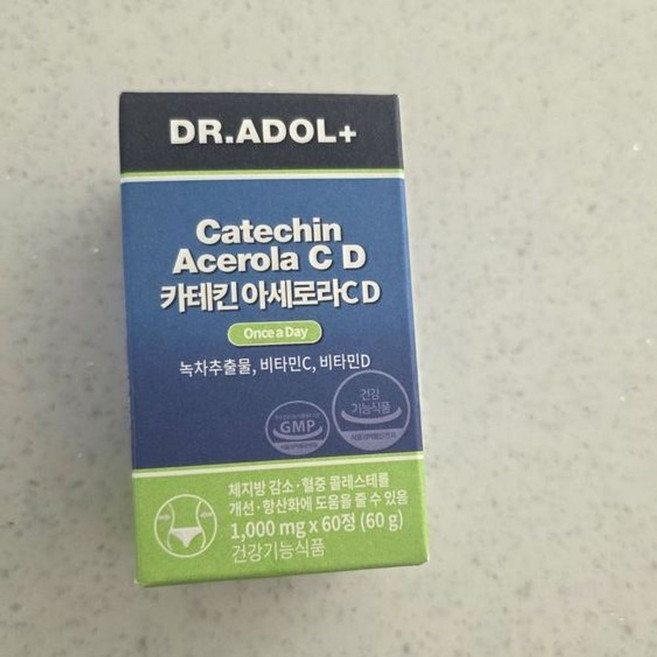 DR.ADOL+
Catechin
Acerola C D
카테킨 아세로라C D
Once a Day
녹차추출물, 비타민C, 비타민D
GMP
건강
기능식품
체지방 감소·혈중 콜레스테롤
개선·항산화에 도움을 줄 수 있음
1,000 mg x 60정 (60 g)
건강기능식품